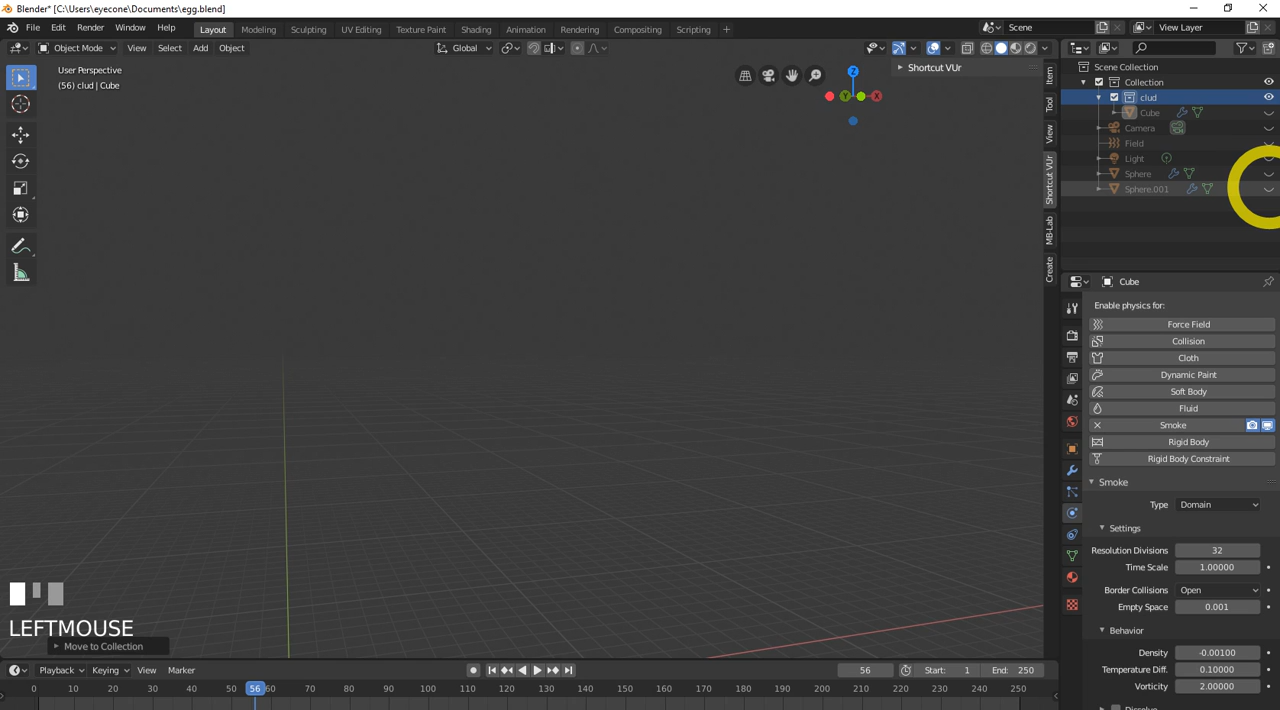 Blender* [C:\Users\eyecone\Documents\egg.blend]
File Edit Render Window Help Layout Modeling Sculpting UV Editing Texture Paint Shading Animation Rendering Compositing Scripting + Scene View Layer
Object Mode View Select Add Object Global
User Perspective
(56) clud | Cube
Shortcut VUr
Z
Y
X
Item
Tool
View
Shortcut VUr
MB-Lab
Create
Scene Collection
Collection
clud
Cube
Camera
Field
Light
Sphere
Sphere.001
Cube
Enable physics for:
Force Field
Collision
Cloth
Dynamic Paint
Soft Body
Fluid
Smoke
Rigid Body
Rigid Body Constraint
Smoke
Type Domain
Settings
Resolution Divisions 32
Time Scale 1.00000
Border Collisions Open
Empty Space 0.001
Behavior
Density -0.00100
Temperature Diff. 0.10000
Vorticity 2.00000
Dissolve
LEFTMOUSE
Move to Collection
Playback Keying View Marker 56 Start: 1 End: 250
0 10 20 30 40 50 56 60 70 80 90 100 110 120 130 140 150 160 170 180 190 200 210 220 230 240 250